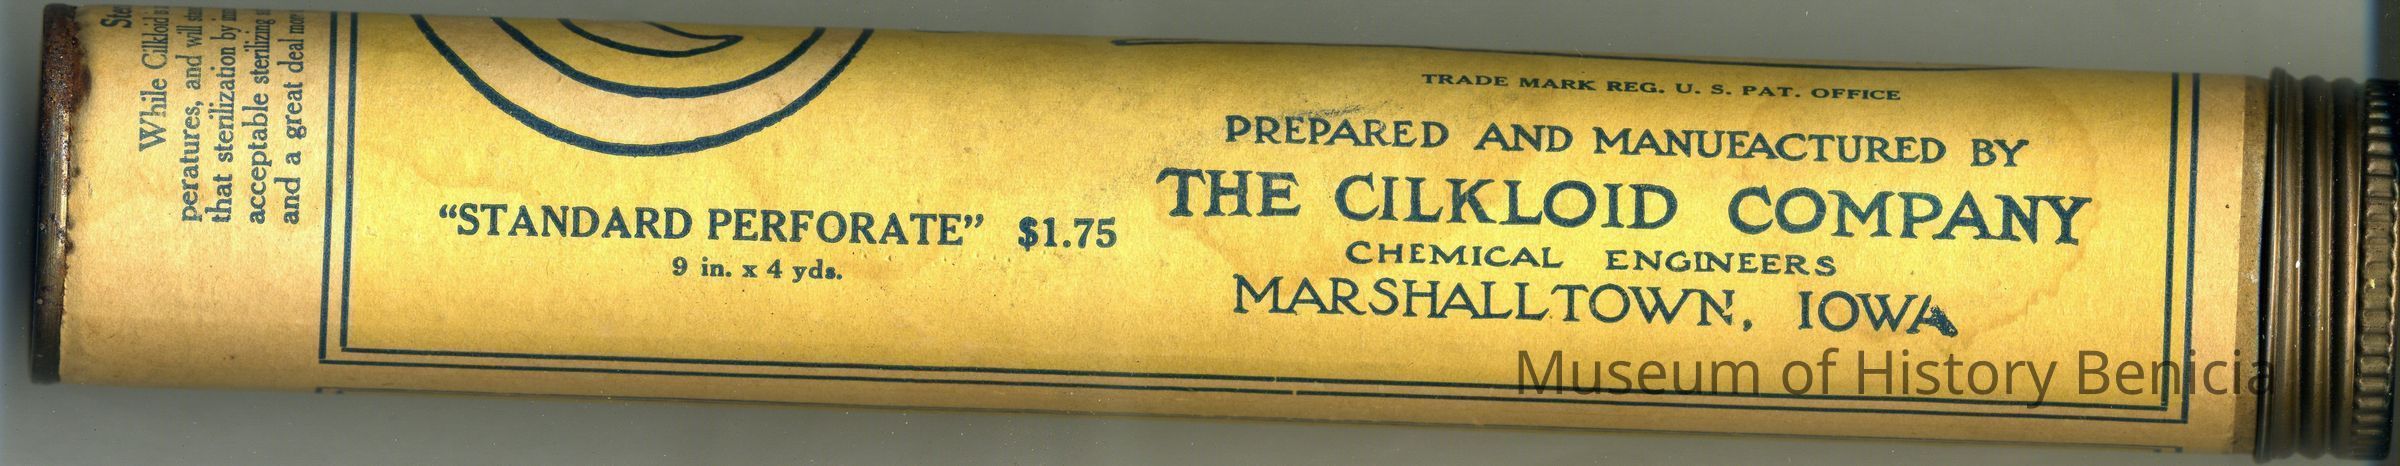 While Cilkloid
peratures, and will
that sterilization by
acceptable sterilizing
and a great deal more
"STANDARD PERFORATE" $1.75
9 in. x 4 yds.
TRADE MARK REG. U. S. PAT. OFFICE
PREPARED AND MANUFACTURED BY
THE CILKLOID COMPANY
CHEMICAL ENGINEERS
MARSHALLTOWN, IOWA
Museum of History Benicia